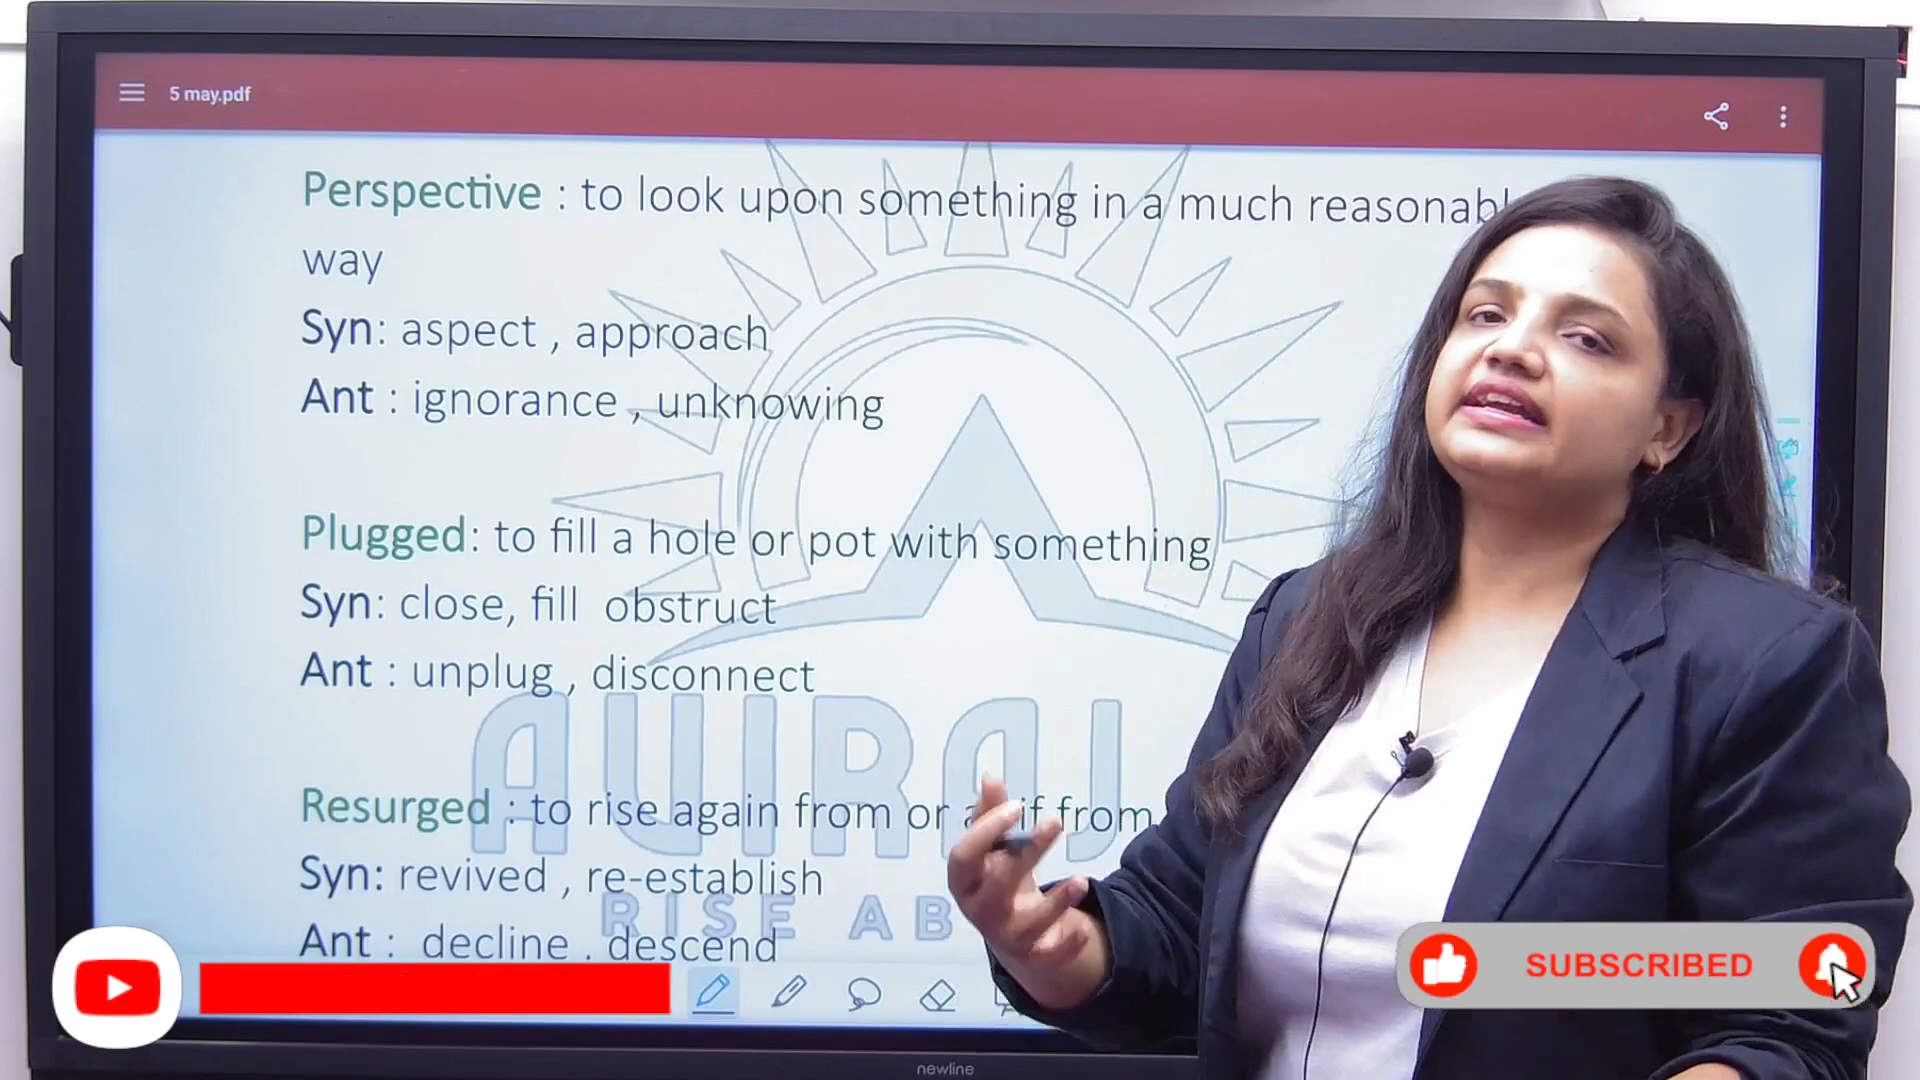 5 may.pdf
Perspective : to look upon something in a much
way
Syn: aspect , approach
Ant : ignorance , unknowing
Plugged: to fill a hole or pot with something
Syn: close, fill obstruct
Ant : unplug , disconnect
AVIRAJ
Resurged : to rise again from or if from
Syn: revived , re-establish
RISE AB
Ant : decline , descend
SUBSCRIBED
newline